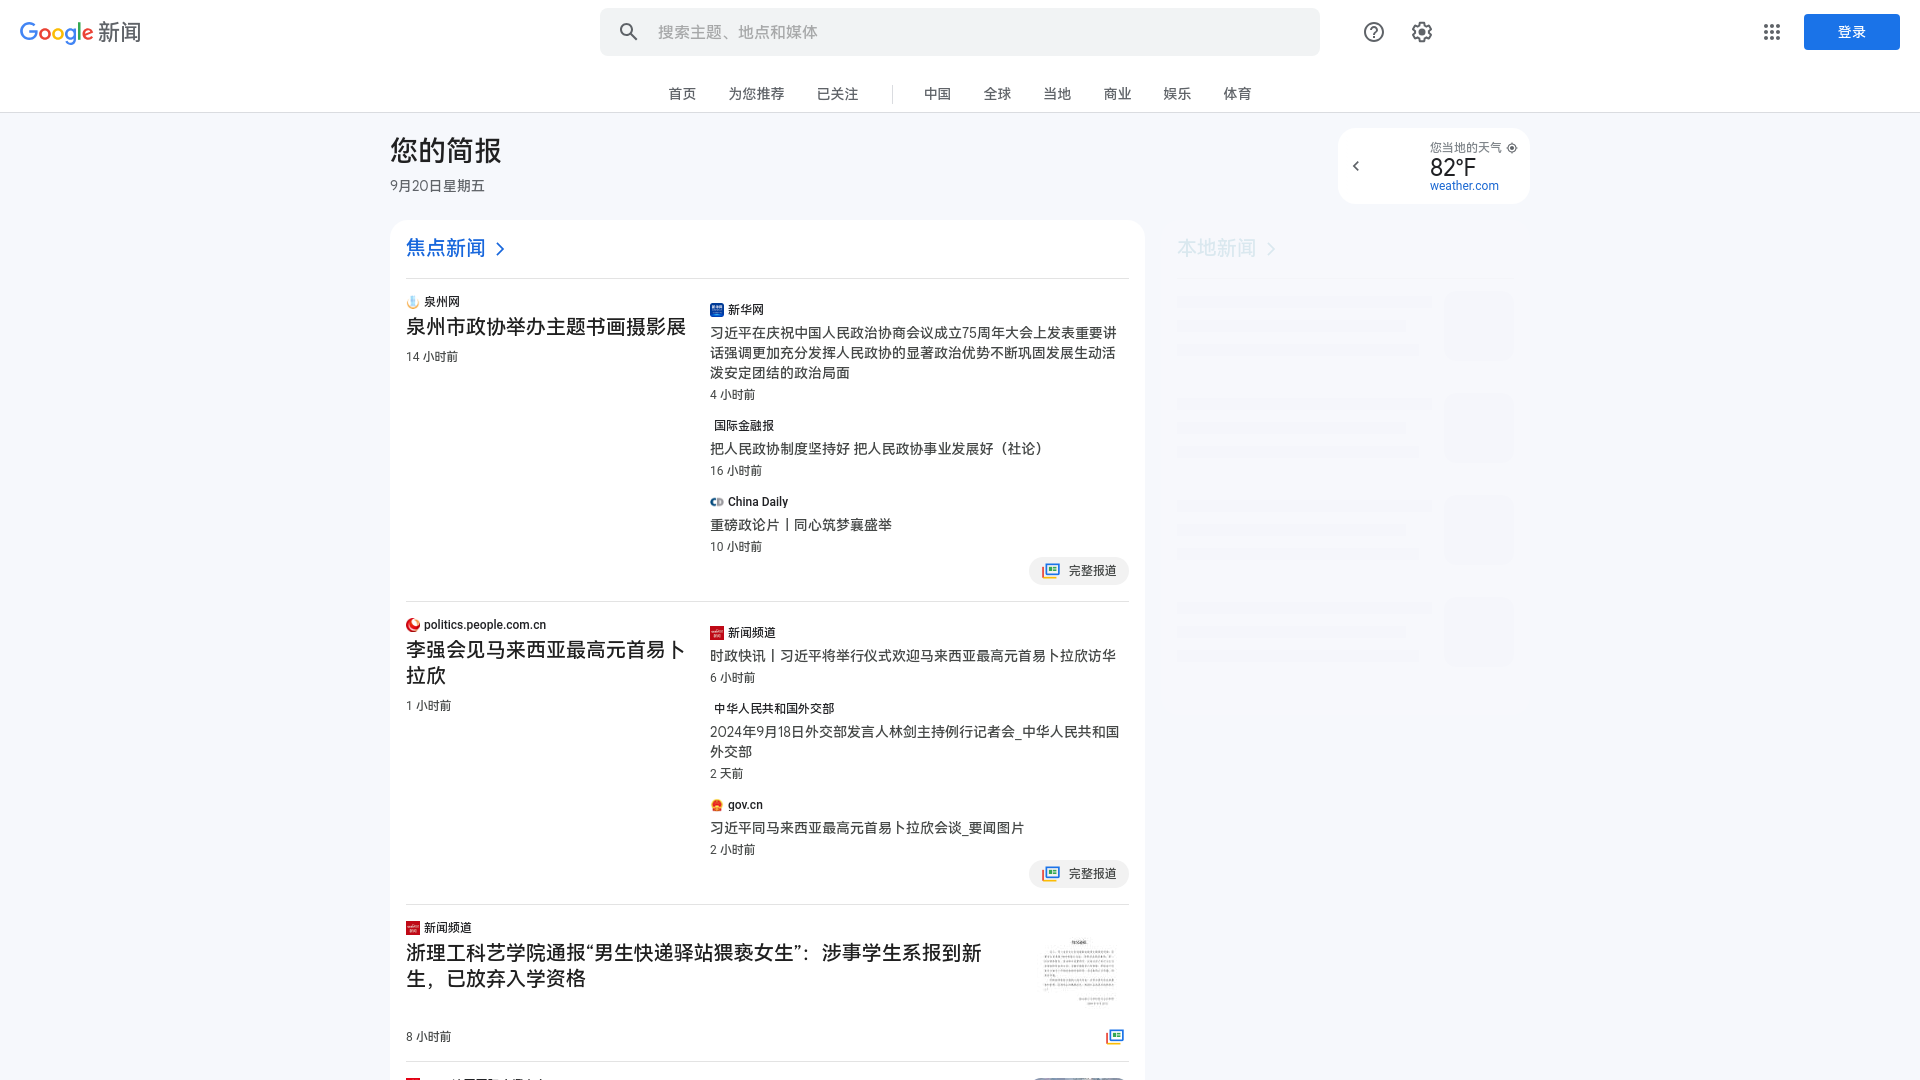 Google 新闻
搜索主题、地点和媒体
登录
首页 为您推荐 已关注 中国 全球 当地 商业 娱乐 体育
您的简报
9月20日星期五
您当地的天气
82°F
weather.com
焦点新闻
泉州网
泉州市政协举办主题书画摄影展
14 小时前
新华网
习近平在庆祝中国人民政治协商会议成立75周年大会上发表重要讲
话强调更加充分发挥人民政协的显著政治优势不断巩固发展生动活
泼安定团结的政治局面
4 小时前
国际金融报
把人民政协制度坚持好 把人民政协事业发展好（社论）
16 小时前
China Daily
重磅政论片丨同心筑梦襄盛举
10 小时前
完整报道
politics.people.com.cn
李强会见马来西亚最高元首易卜
拉欣
1 小时前
新闻频道
时政快讯丨习近平将举行仪式欢迎马来西亚最高元首易卜拉欣访华
6 小时前
中华人民共和国外交部
2024年9月18日外交部发言人林剑主持例行记者会_中华人民共和国
外交部
2 天前
gov.cn
习近平同马来西亚最高元首易卜拉欣会谈_要闻图片
2 小时前
完整报道
新闻频道
浙理工科艺学院通报“男生快递驿站猥亵女生”：涉事学生系报到新
生，已放弃入学资格
8 小时前
本地新闻